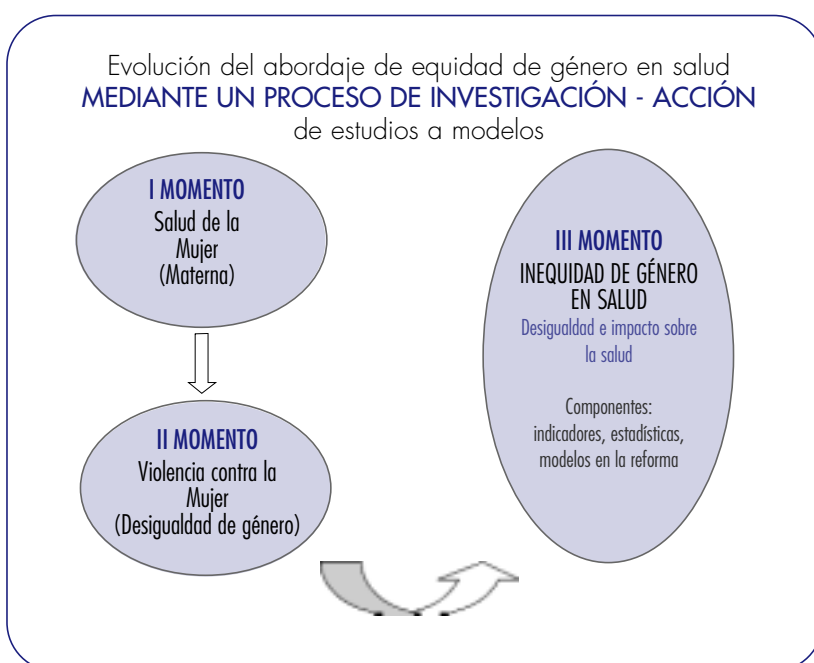 Evolución del abordaje de equidad de género en salud
MEDIANTE UN PROCESO DE INVESTIGACIÓN - ACCIÓN
de estudios a modelos
I MOMENTO
Salud de la
Mujer
(Materna)
II MOMENTO
Violencia contra la
Mujer
(Desigualdad de género)
III MOMENTO
INEQUIDAD DE GÉNERO
EN SALUD
Desigualdad e impacto sobre
la salud
Componentes:
indicadores, estadísticas,
modelos en la reforma